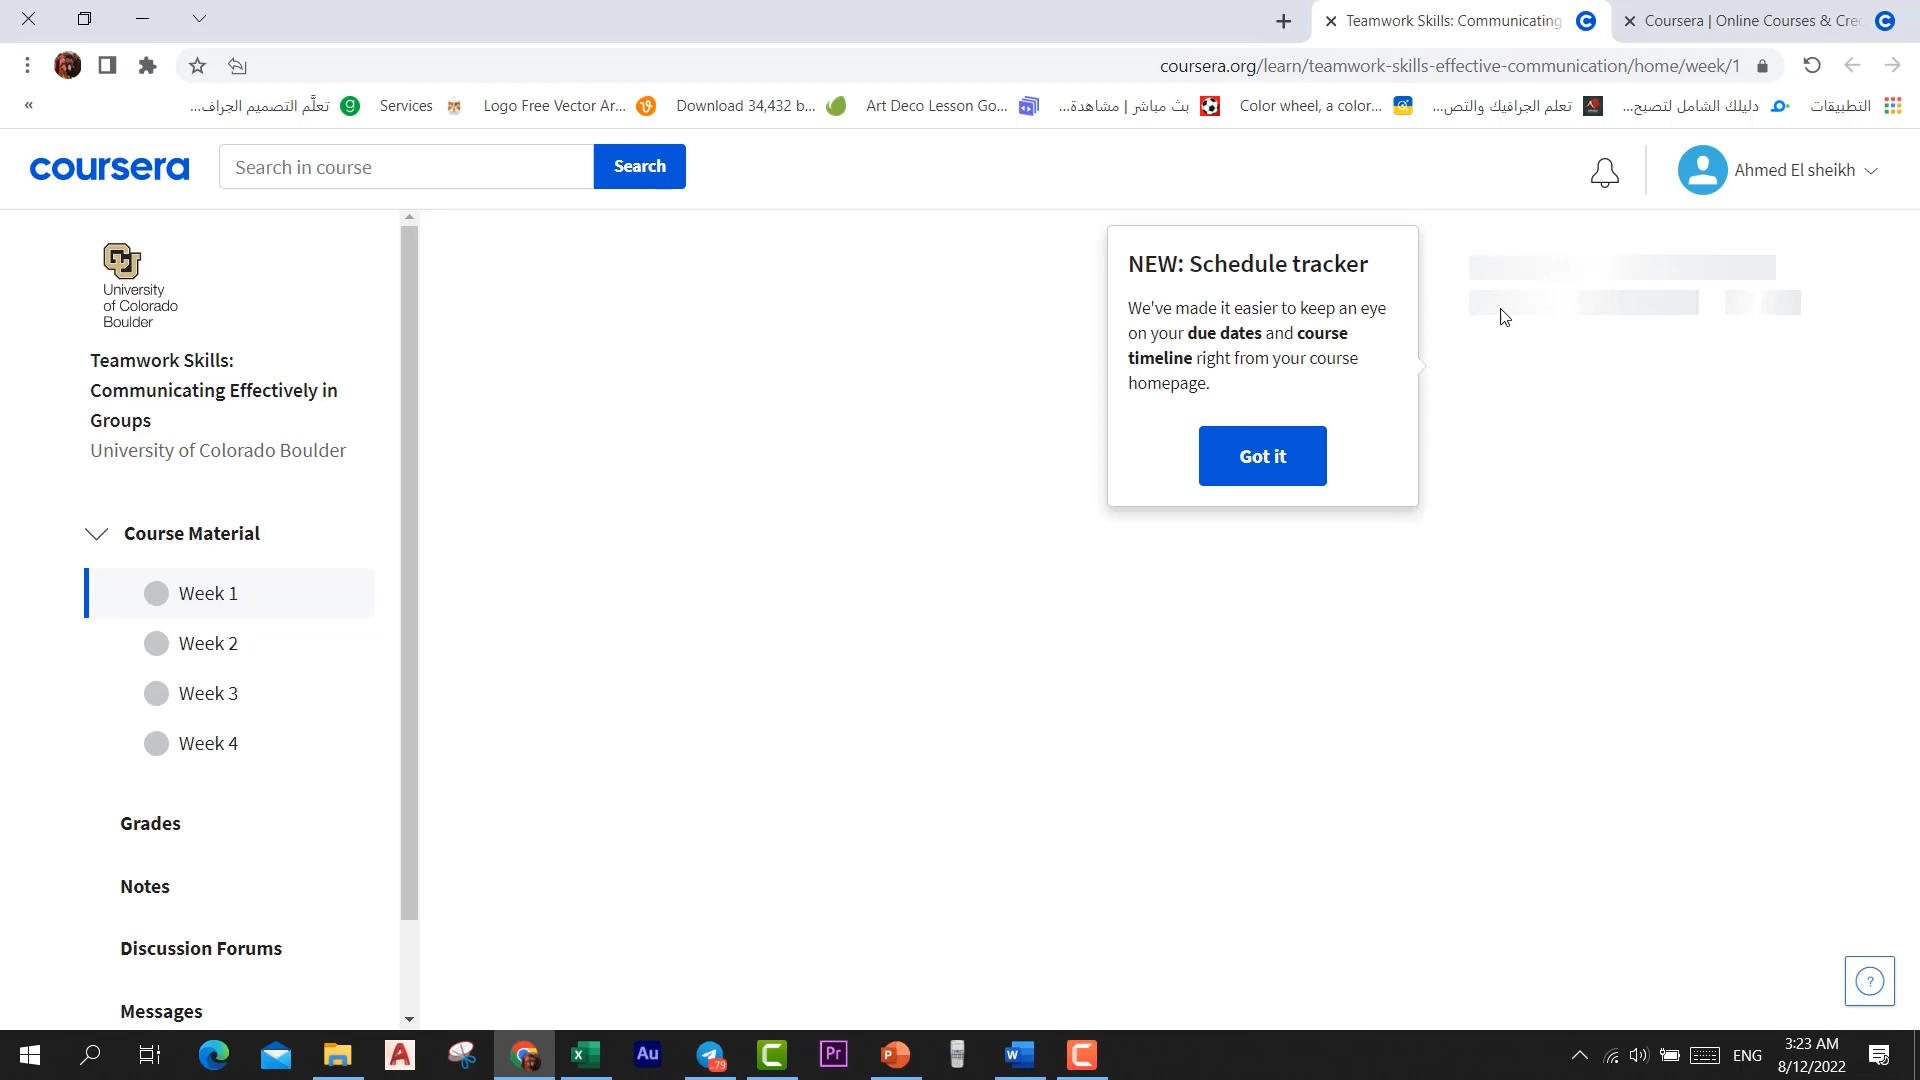 Teamwork Skills: Communicating
Coursera | Online Courses & Cre
coursera.org/learn/teamwork-skills-effective-communication/home/week/1
تعلَّم التصميم الجراف...
Services
Logo Free Vector Ar...
Download 34,432 b...
Art Deco Lesson Go...
بث مباشر | مشاهدة...
Color wheel, a color...
تعلم الجرافيك والتص...
دليلك الشامل لتصبح...
التطبيقات
coursera
Search in course
Search
Ahmed El sheikh
University
of Colorado
Boulder
Teamwork Skills:
Communicating Effectively in
Groups
University of Colorado Boulder
Course Material
Week 1
Week 2
Week 3
Week 4
Grades
Notes
Discussion Forums
Messages
NEW: Schedule tracker
We've made it easier to keep an eye
on your due dates and course
timeline right from your course
homepage.
Got it
?
Au
79
Pr
ENG
3:23 AM
8/12/2022